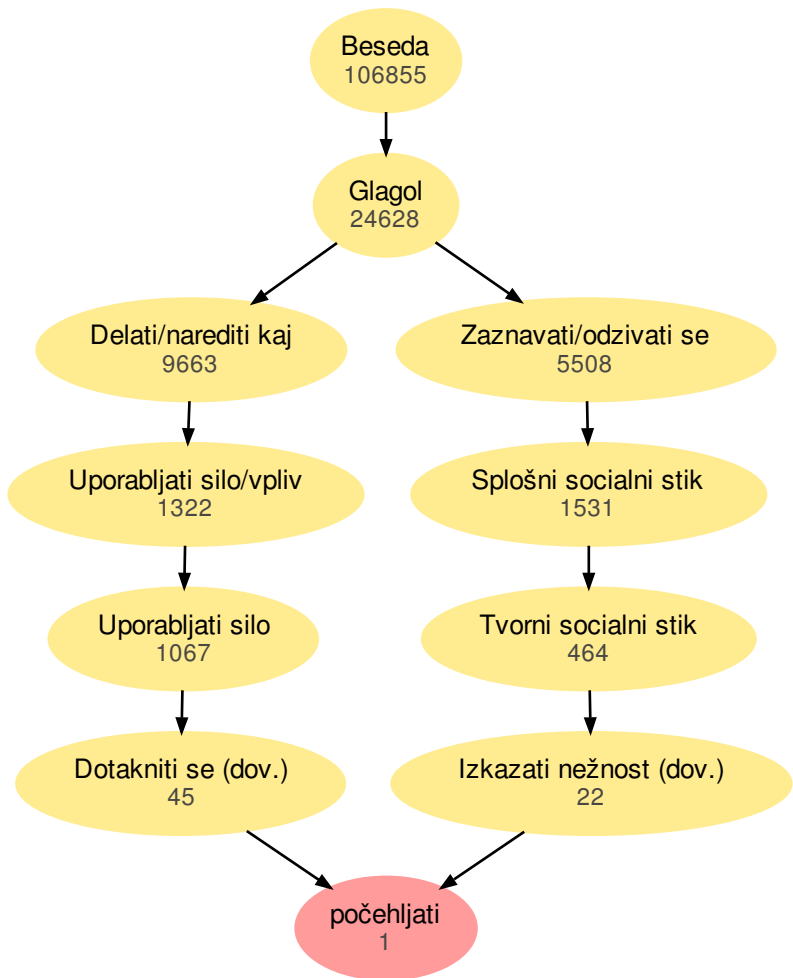 Beseda
106855
Glagol
24628
Delati/narediti kaj
9663
Zaznavati/odzivati se
5508
Uporabljati silo/vpliv
1322
Splošni socialni stik
1531
Uporabljati silo
1067
Tvorni socialni stik
464
Dotakniti se (dov.)
45
Izkazati nežnost (dov.)
22
počehljati
1